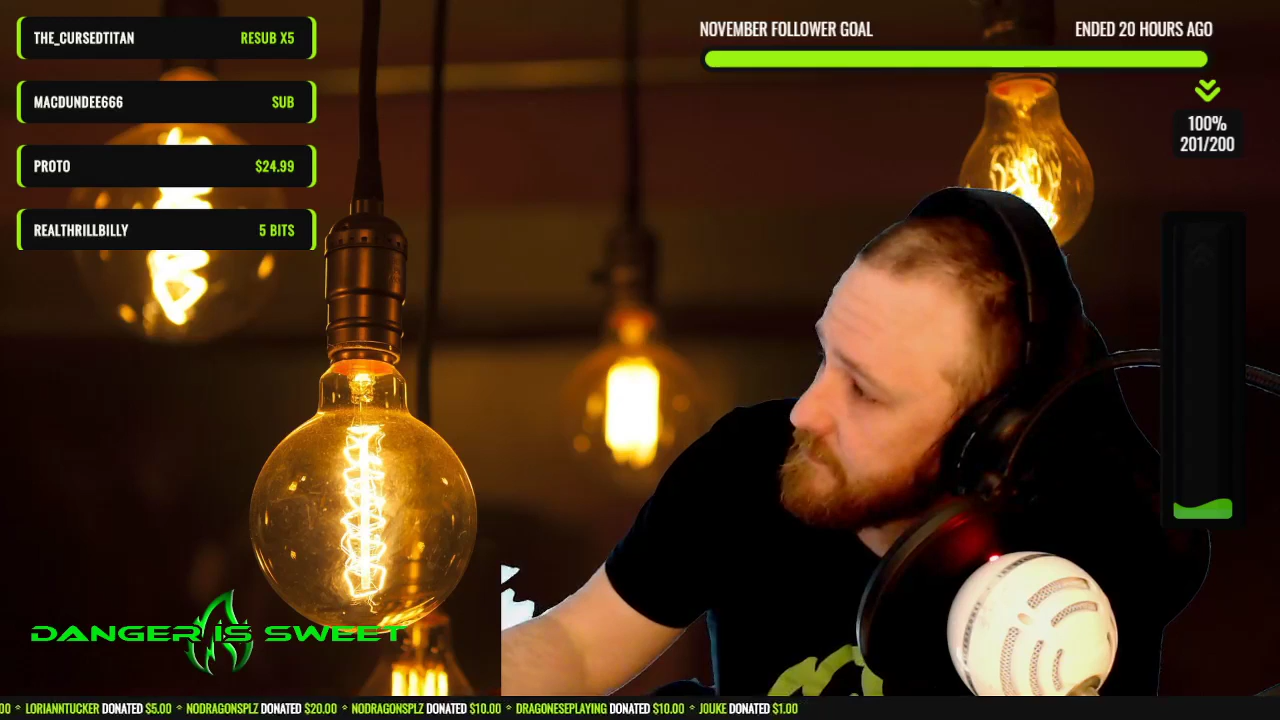 THE_CURSEDTITAN RESUB X5
MACDUNDEE666 SUB
PROTO $24.99
REALTHRILLBILLY 5 BITS
NOVEMBER FOLLOWER GOAL ENDED 20 HOURS AGO
100%
201/200
DANGER IS SWEET
00 ⋄ LORIANNTUCKER DONATED $5.00 ⋄ NODRAGONSPLZ DONATED $20.00 ⋄ NODRAGONSPLZ DONATED $10.00 ⋄ DRAGONESEPLAYING DONATED $10.00 ⋄ JOUKE DONATED $1.00